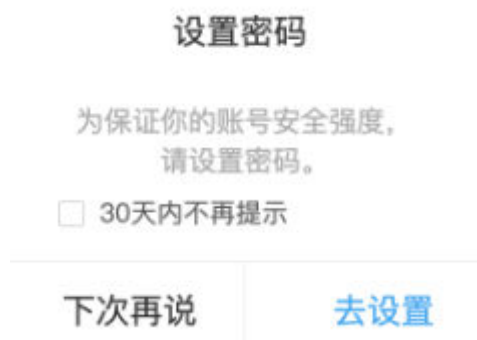 设置密码
为保证你的账号安全强度,
请设置密码。
30天内不再提示
下次再说
去设置